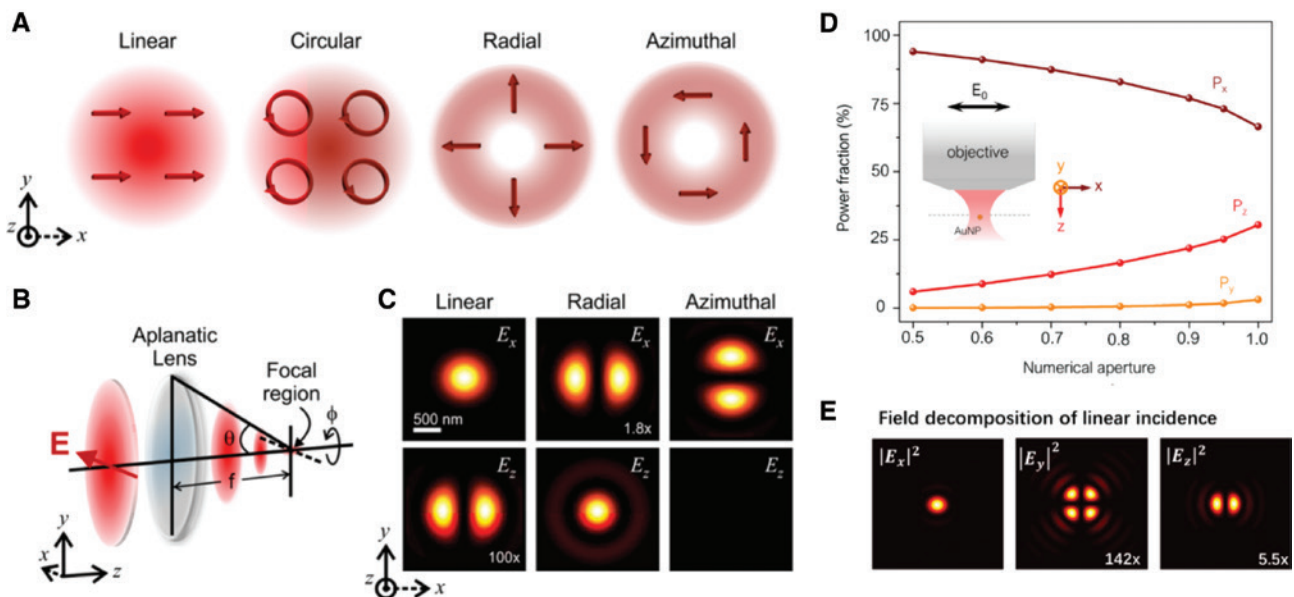 A
Linear
Circular
Radial
Azimuthal
y
z
x
B
Aplanatic
Lens
Focal
region
ϕ
θ
E
f
y
x
z
C
Linear
Radial
Azimuthal
Ex
Ex
Ex
500 nm
1.8x
Ez
Ez
Ez
100x
y
z
x
D
100
75
50
25
0
Power fraction (%)
E0
objective
AuNP
y
x
z
Px
Pz
Py
0.5 0.6 0.7 0.8 0.9 1.0
Numerical aperture
E
Field decomposition of linear incidence
|Ex|²
|Ey|²
|Ez|²
142x
5.5x